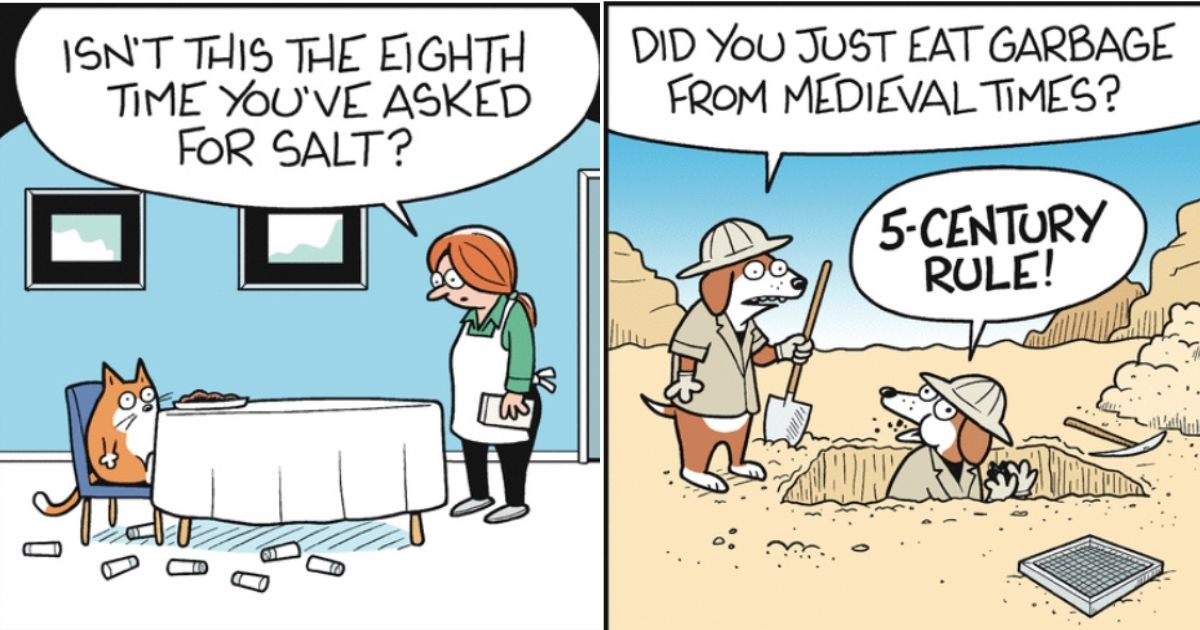 ISN'T THIS THE EIGHTH
TIME YOU'VE ASKED
FOR SALT?
DID YOU JUST EAT GARBAGE
FROM MEDIEVAL TIMES?
5-CENTURY
RULE!